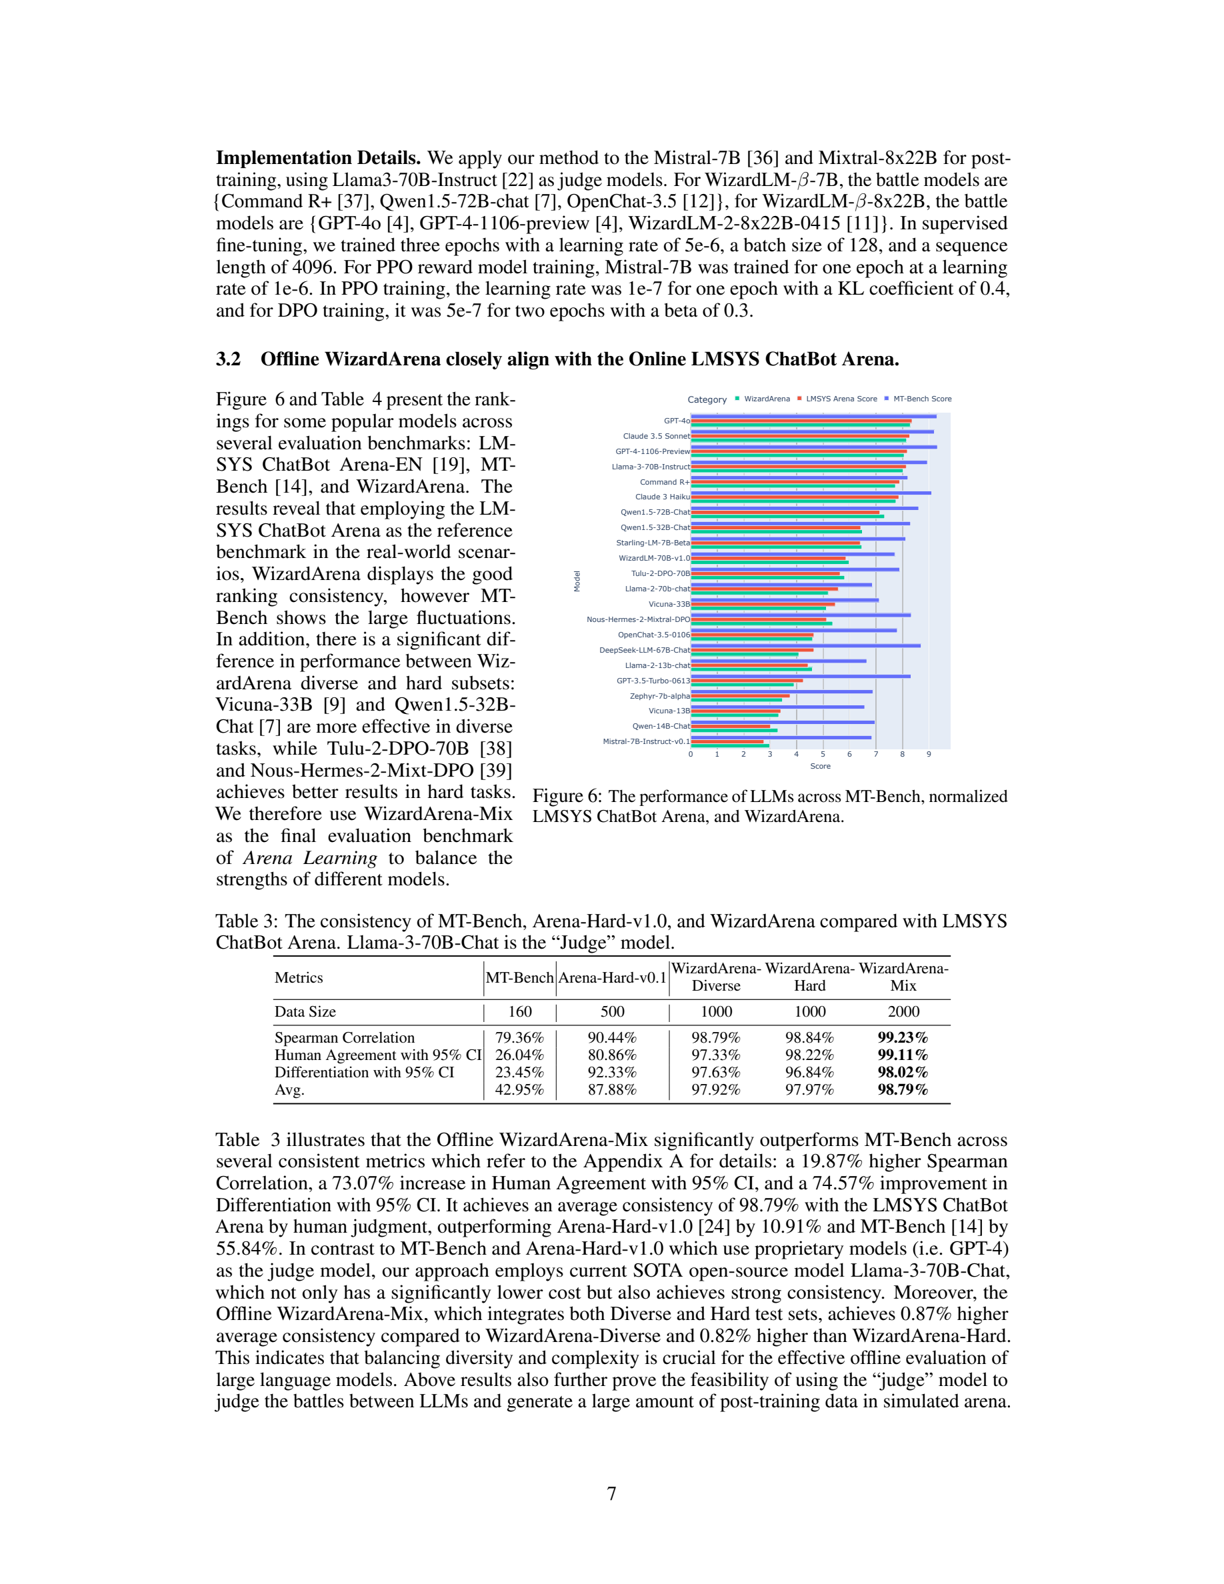 Implementation Details. We apply our method to the Mistral-7B [36] and Mixtral-8x22B for post-
training, using Llama3-70B-Instruct [22] as judge models. For WizardLM-β-7B, the battle models are
{Command R+ [37], Qwen1.5-72B-chat [7], OpenChat-3.5 [12]}, for WizardLM-β-8x22B, the battle
models are {GPT-4o [4], GPT-4-1106-preview [4], WizardLM-2-8x22B-0415 [11]}. In supervised
fine-tuning, we trained three epochs with a learning rate of 5e-6, a batch size of 128, and a sequence
length of 4096. For PPO reward model training, Mistral-7B was trained for one epoch at a learning
rate of 1e-6. In PPO training, the learning rate was 1e-7 for one epoch with a KL coefficient of 0.4,
and for DPO training, it was 5e-7 for two epochs with a beta of 0.3.
3.2 Offline WizardArena closely align with the Online LMSYS ChatBot Arena.
Figure 6 and Table 4 present the rank-
ings for some popular models across
several evaluation benchmarks: LM-
SYS ChatBot Arena-EN [19], MT-
Bench [14], and WizardArena. The
results reveal that employing the LM-
SYS ChatBot Arena as the reference
benchmark in the real-world scenar-
ios, WizardArena displays the good
ranking consistency, however MT-
Bench shows the large fluctuations.
In addition, there is a significant dif-
ference in performance between Wiz-
ardArena diverse and hard subsets:
Vicuna-33B [9] and Qwen1.5-32B-
Chat [7] are more effective in diverse
tasks, while Tulu-2-DPO-70B [38]
and Nous-Hermes-2-Mixt-DPO [39]
achieves better results in hard tasks.
We therefore use WizardArena-Mix
as the final evaluation benchmark
of Arena Learning to balance the
strengths of different models.
Category WizardArena LMSYS Arena Score MT-Bench Score
GPT-4o
Claude 3.5 Sonnet
GPT-4-1106-Preview
Llama-3-70B-Instruct
Command R+
Claude 3 Haiku
Qwen1.5-72B-Chat
Qwen1.5-32B-Chat
Starling-LM-7B-Beta
WizardLM-70B-v1.0
Tulu-2-DPO-70B
Llama-2-70b-chat
Vicuna-33B
Nous-Hermes-2-Mixtral-DPO
OpenChat-3.5-0106
DeepSeek-LLM-67B-Chat
Llama-2-13b-chat
GPT-3.5-Turbo-0613
Zephyr-7b-alpha
Vicuna-13B
Qwen-14B-Chat
Mistral-7B-Instruct-v0.1
Model
0 1 2 3 4 5 6 7 8 9
Score
Figure 6: The performance of LLMs across MT-Bench, normalized
LMSYS ChatBot Arena, and WizardArena.
Table 3: The consistency of MT-Bench, Arena-Hard-v1.0, and WizardArena compared with LMSYS
ChatBot Arena. Llama-3-70B-Chat is the “Judge” model.
Metrics MT-Bench Arena-Hard-v0.1 WizardArena-Diverse WizardArena-Hard WizardArena-Mix
Data Size 160 500 1000 1000 2000
Spearman Correlation 79.36% 90.44% 98.79% 98.84% 99.23%
Human Agreement with 95% CI 26.04% 80.86% 97.33% 98.22% 99.11%
Differentiation with 95% CI 23.45% 92.33% 97.63% 96.84% 98.02%
Avg. 42.95% 87.88% 97.92% 97.97% 98.79%
Table 3 illustrates that the Offline WizardArena-Mix significantly outperforms MT-Bench across
several consistent metrics which refer to the Appendix A for details: a 19.87% higher Spearman
Correlation, a 73.07% increase in Human Agreement with 95% CI, and a 74.57% improvement in
Differentiation with 95% CI. It achieves an average consistency of 98.79% with the LMSYS ChatBot
Arena by human judgment, outperforming Arena-Hard-v1.0 [24] by 10.91% and MT-Bench [14] by
55.84%. In contrast to MT-Bench and Arena-Hard-v1.0 which use proprietary models (i.e. GPT-4)
as the judge model, our approach employs current SOTA open-source model Llama-3-70B-Chat,
which not only has a significantly lower cost but also achieves strong consistency. Moreover, the
Offline WizardArena-Mix, which integrates both Diverse and Hard test sets, achieves 0.87% higher
average consistency compared to WizardArena-Diverse and 0.82% higher than WizardArena-Hard.
This indicates that balancing diversity and complexity is crucial for the effective offline evaluation of
large language models. Above results also further prove the feasibility of using the “judge” model to
judge the battles between LLMs and generate a large amount of post-training data in simulated arena.
7